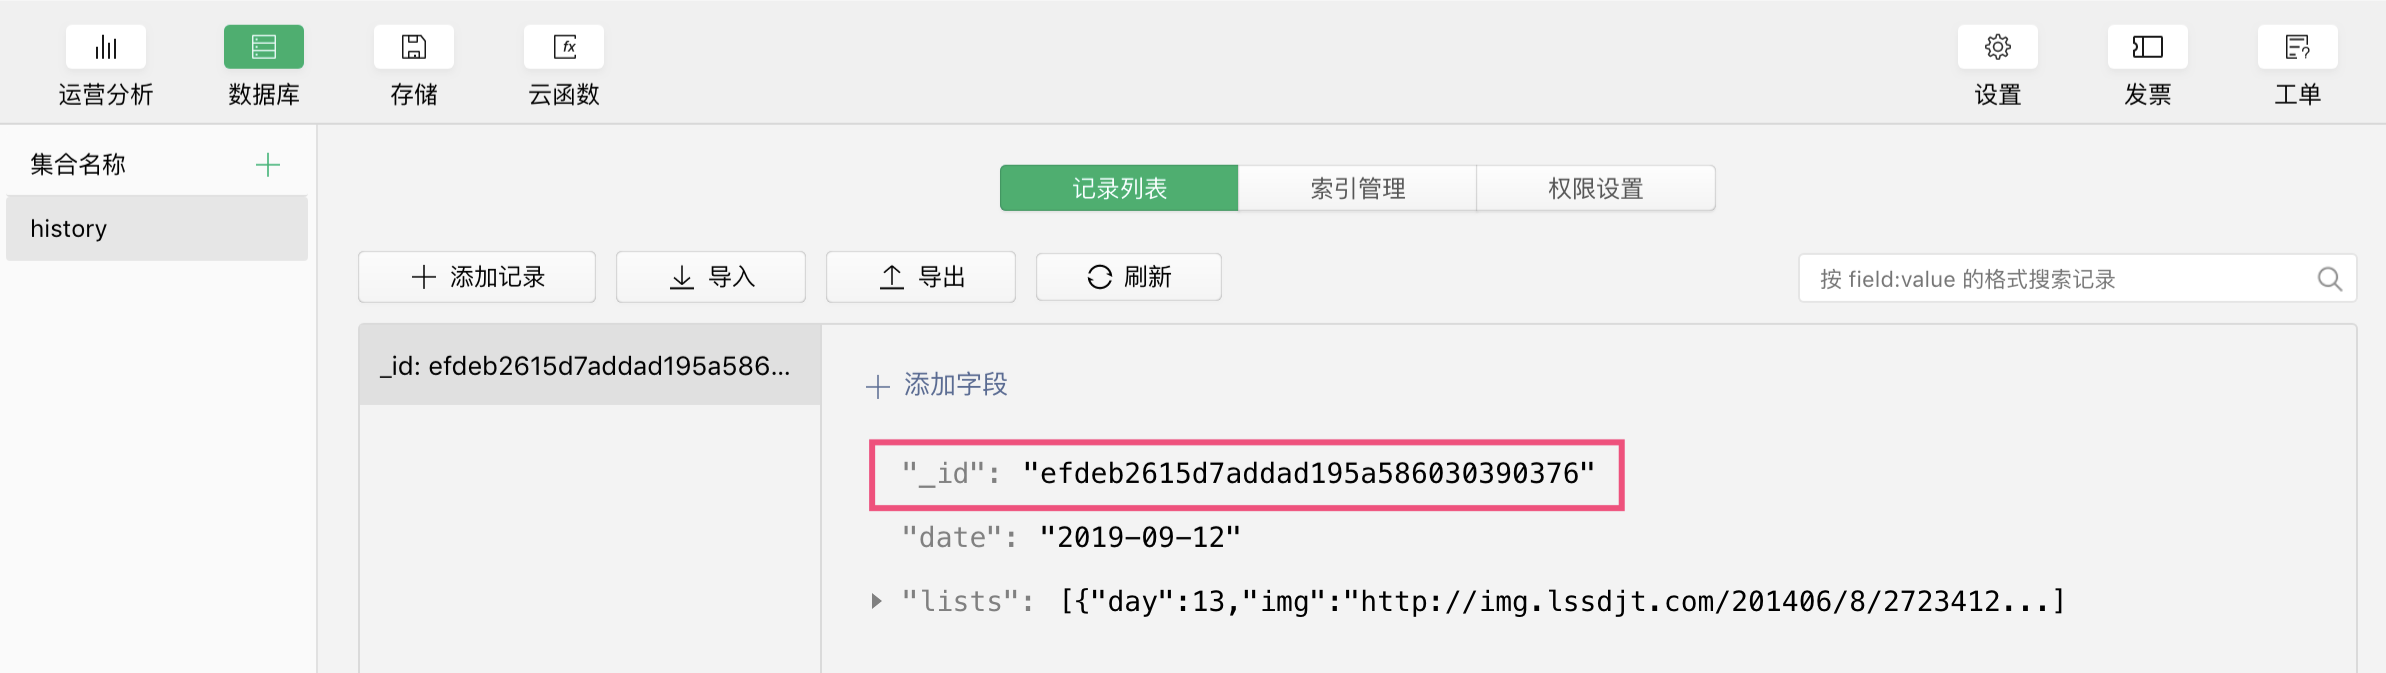 运营分析
数据库
存储
云函数
设置
发票
工单
集合名称
history
记录列表
索引管理
权限设置
添加记录
导入
导出
刷新
按 field:value 的格式搜索记录
_id: efdeb2615d7addad195a586...
添加字段
"_id": "efdeb2615d7addad195a586030390376"
"date": "2019-09-12"
"lists": [{"day":13,"img":"http://img.lssdjt.com/201406/8/2723412...]